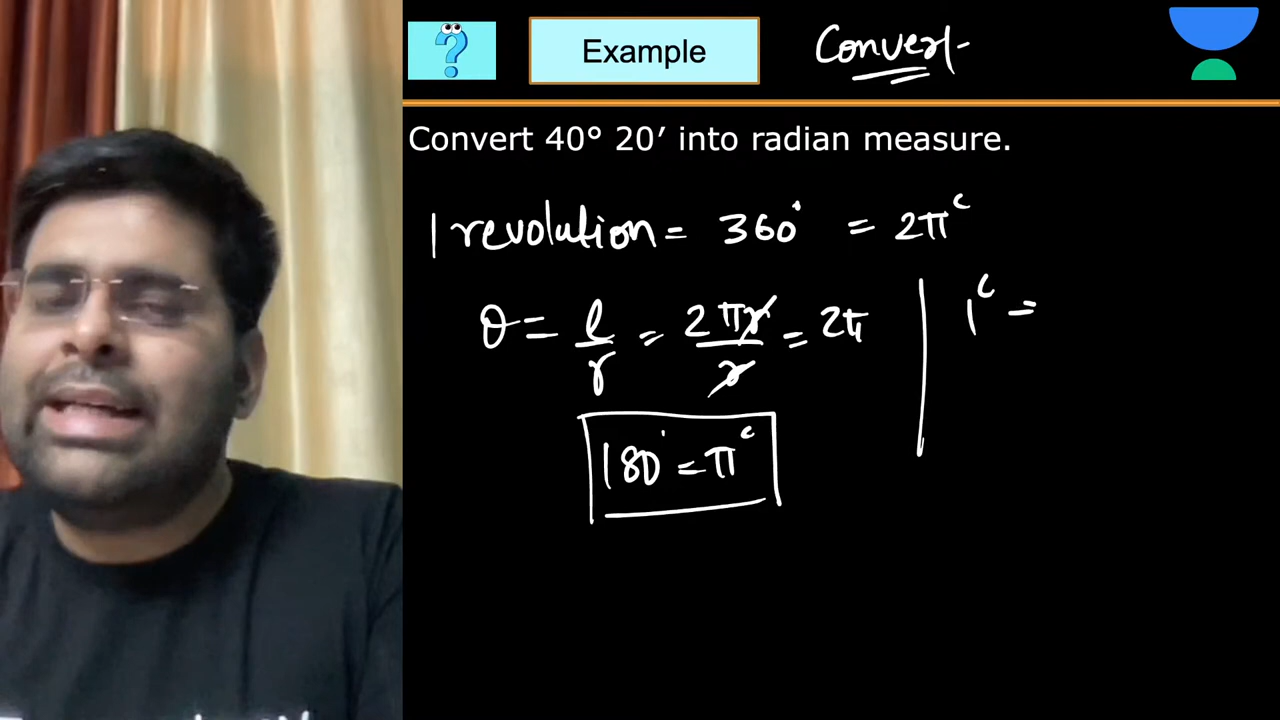 Example Convert
Convert 40° 20′ into radian measure.
1 revolution = 360° = 2π^c
θ = l/r = 2πr/r = 2π | 1^c =
180° = π^c